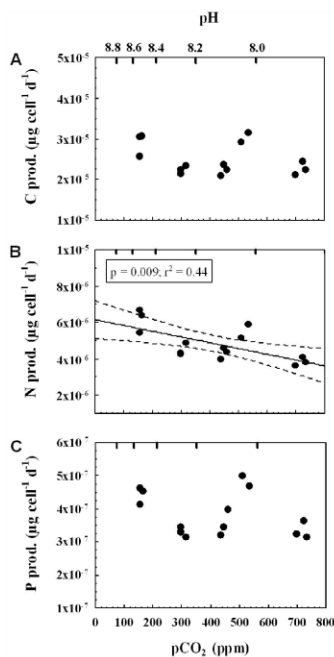 pH
8.8 8.6 8.4 8.2 8.0
A
C prod. (µg cell⁻¹ d⁻¹)
5x10⁻⁵
4x10⁻⁵
3x10⁻⁵
2x10⁻⁵
1x10⁻⁵
B
N prod. (µg cell⁻¹ d⁻¹)
1x10⁻⁵
p = 0.009; r² = 0.44
8x10⁻⁶
6x10⁻⁶
4x10⁻⁶
2x10⁻⁶
C
P prod. (µg cell⁻¹ d⁻¹)
6x10⁻⁷
5x10⁻⁷
4x10⁻⁷
3x10⁻⁷
2x10⁻⁷
1x10⁻⁷
0 100 200 300 400 500 600 700 800
pCO₂ (ppm)